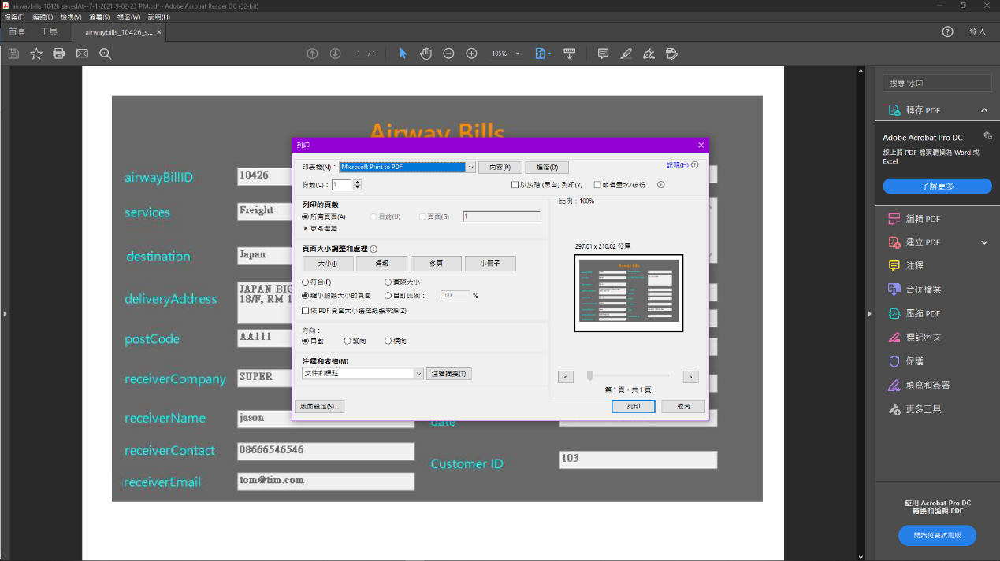 airwaybills_10426_savedAt--7-1-2021_9-02-23_PM.pdf - Adobe Acrobat Reader DC (32-bit)
檔案(F) 編輯(E) 檢視(V) 簽署(S) 視窗(W) 說明(H)
首頁 工具 airwaybills_10426_s... × 登入
1 / 1 105%
搜尋 '水印'
轉存 PDF
Adobe Acrobat Pro DC
線上將 PDF 檔案轉換為 Word 或
Excel
了解更多
編輯 PDF
建立 PDF
注釋
合併檔案
壓縮 PDF
標記密文
保護
填寫和簽署
更多工具
使用 Acrobat Pro DC
轉換和編輯 PDF
開始免費試用版
Airway Bills
airwayBillID 10426
services Freight
destination Japan
deliveryAddress JAPAN BIG
18/F, RM 1
postCode AA111
receiverCompany SUPER
receiverName jason
date
receiverContact 08666546546
Customer ID 103
receiverEmail tom@tim.com
列印
印表機(N)： Microsoft Print to PDF 內容(P) 進階(D) 說明(H)
份數(C)： 1 以灰階 (黑白) 列印(Y) 節省墨水/碳粉
列印的頁數
所有頁面(A) 目前(U) 頁面(G) 1
更多選項
頁面大小調整和處理
大小(I) 海報 多頁 小冊子
符合(F) 實際大小
縮小超過大小的頁面 自訂比例： 100 %
依 PDF 頁面大小選擇紙張來源(Z)
方向：
自動 縱向 橫向
注釋和表格(M)
文件和標註 注釋摘要(T)
比例：100%
297.01 x 210.02 公厘
Airway Bills
< >
第 1 頁，共 1 頁
版面設定(S)... 列印 取消